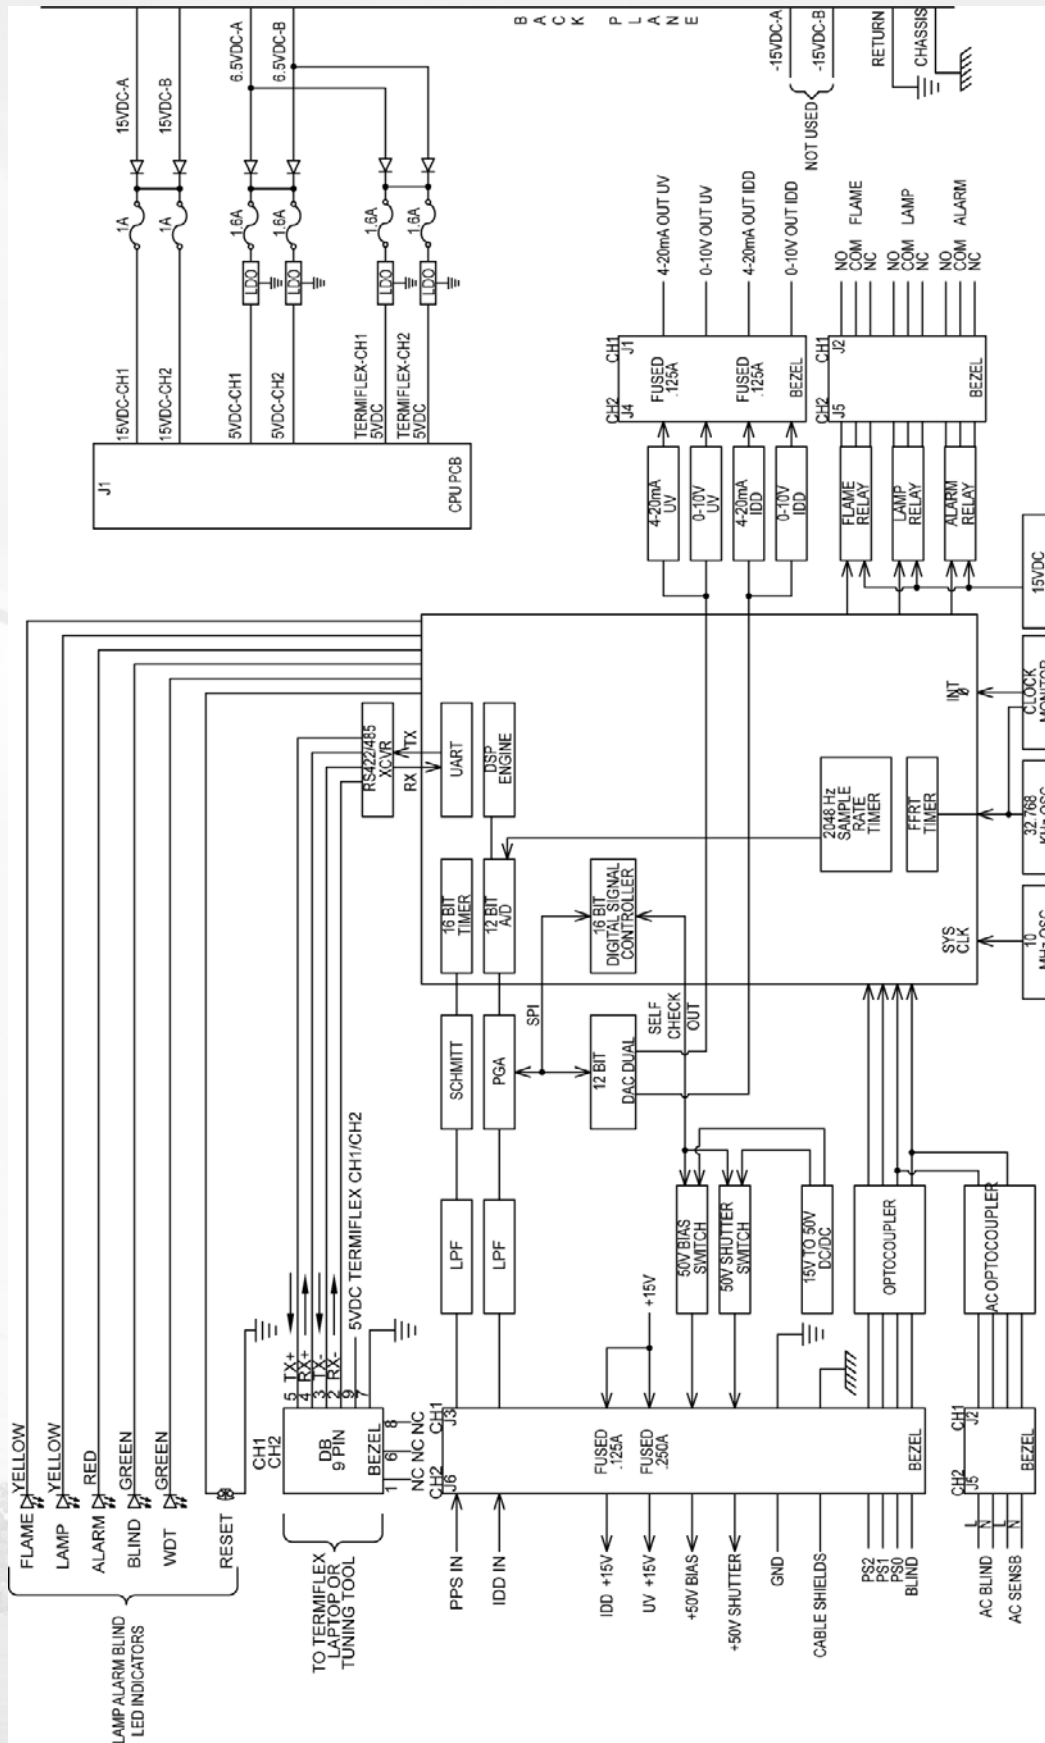 B A C K P L A N E
15VDC-A
15VDC-B
6.5VDC-A
6.5VDC-B
-15VDC-A
-15VDC-B
NOT USED
RETURN
CHASSIS
1A
1A
1.6A
1.6A
1.6A
1.6A
LDO
LDO
LDO
LDO
15VDC-CH1
15VDC-CH2
5VDC-CH1
5VDC-CH2
TERMIFLEX-CH1
5VDC
TERMIFLEX-CH2
5VDC
J1
CPU PCB
4-20mA OUT UV
0-10V OUT UV
4-20mA OUT IDD
0-10V OUT IDD
NO
COM FLAME
NC
NO
COM LAMP
NC
NO
COM ALARM
NC
CH1
J1
CH2
J4
FUSED
.125A
FUSED
.125A
BEZEL
CH1
J2
CH2
J5
BEZEL
4-20mA
UV
0-10V
UV
4-20mA
IDD
0-10V
IDD
FLAME
RELAY
LAMP
RELAY
ALARM
RELAY
15VDC
CLOCK
MONITOR
32.768
KHz OSC
10
MHz OSC
INT
0
SYS
CLK
RS422/485
XCVR
RX
TX
UART
DSP
ENGINE
16 BIT
TIMER
12 BIT
A/D
16 BIT
DIGITAL SIGNAL
CONTROLLER
2048 Hz
SAMPLE
RATE
TIMER
FFRT
TIMER
SPI
SELF
CHECK
OUT
SCHMITT
PGA
12 BIT
DAC DUAL
LPF
LPF
50V BIAS
SWITCH
50V SHUTTER
SWITCH
15V TO 50V
DC/DC
OPTOCOUPLER
AC OPTOCOUPLER
+15V
5VDC TERMIFLEX CH1/CH2
5 TX+
4 RX+
3 TX-
2 RX-
9
7
CH1
CH2
DB
9 PIN
BEZEL
8 NC
6 NC
1 NC
CH1
J3
CH2
J6
FUSED
.125A
FUSED
.250A
BEZEL
CH1
J2
CH2
J5
BEZEL
FLAME
YELLOW
LAMP
YELLOW
ALARM
RED
BLIND
GREEN
WDT
GREEN
RESET
LAMP ALARM BLIND
LED INDICATORS
TO TERMIFLEX
LAPTOP OR
TUNING TOOL
PPS IN
IDD IN
IDD +15V
UV +15V
+50V BIAS
+50V SHUTTER
GND
CABLE SHIELDS
PS2
PS1
PS0
BLIND
AC BLIND
L
N
AC SENSB
L
N